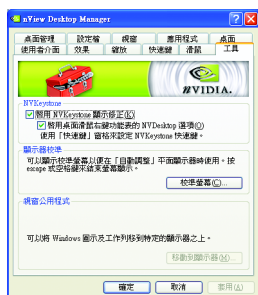 nView Desktop Manager
桌面管理 設定檔 視窗 應用程式 桌面
使用者介面 效果 縮放 快速鍵 滑鼠 工具
NVIDIA.
NVKeystone
啟用 NVKeystone 顯示修正(K)
啟用桌面滑鼠右鍵功能表的 NVDesktop 選項(O)
使用「快速鍵」窗格來設定 NVKeystone 快速鍵。
顯示器校準
可以顯示校準螢幕以便在「自動調整」平面顯示器時使用。按
escape 或空格鍵來結束螢幕顯示。
校準螢幕(C)...
視窗公用程式
可以將 Windows 圖示及工作列移到特定的顯示器之上。
移動到顯示器(M)...
確定 取消 套用(A)